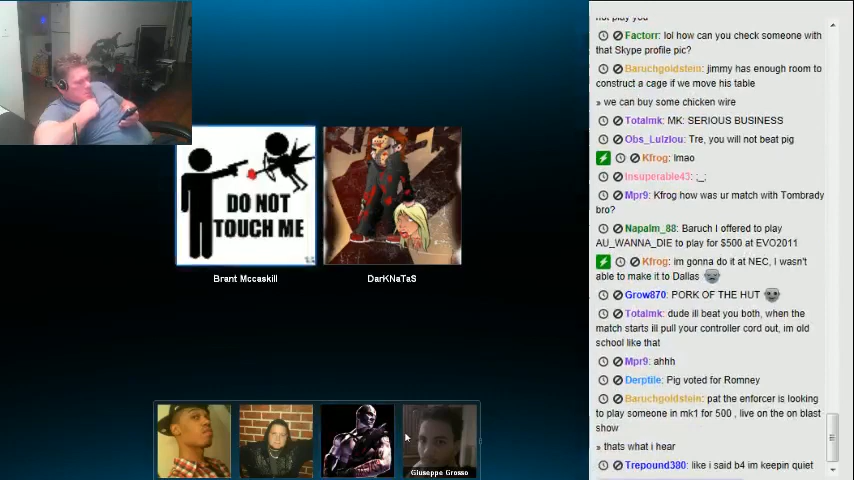 not play you
Factorr: lol how can you check someone with
that Skype profile pic?
Baruchgoldstein: jimmy has enough room to
construct a cage if we move his table
» we can buy some chicken wire
Totalmk: MK: SERIOUS BUSINESS
Obs_Lulzlou: Tre, you will not beat pig
Kfrog: lmao
Insuperable43: :_;
Mpr9: Kfrog how was ur match with Tombrady
bro?
Napalm_88: Baruch I offered to play
AU_WANNA_DIE to play for $500 at EVO2011
Kfrog: im gonna do it at NEC, I wasn't
able to make it to Dallas
Grow870: PORK OF THE HUT
Totalmk: dude ill beat you both, when the
match starts ill pull your controller cord out, im old
school like that
Mpr9: ahhh
Derptile: Pig voted for Romney
Baruchgoldstein: pat the enforcer is looking
to play someone in mk1 for 500 , live on the on blast
show
» thats what i hear
Trepound380: like i said b4 im keepin quiet
DO NOT
TOUCH ME
Brant Mccaskill
DarKNaTaS
Giuseppe Grosso